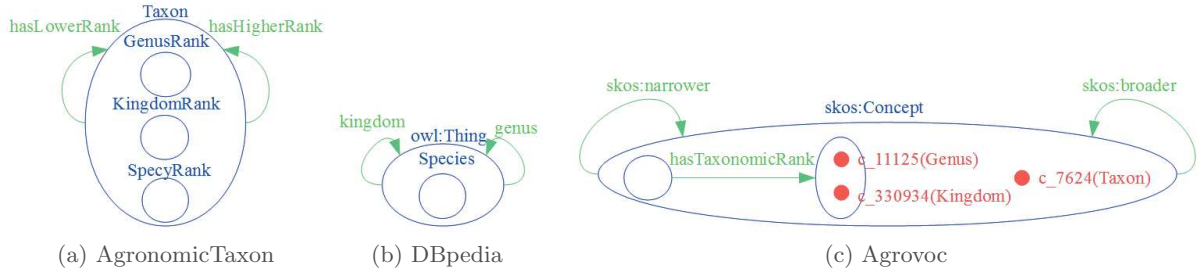 Taxon
hasLowerRank hasHigherRank
GenusRank
KingdomRank
SpecyRank
(a) AgronomicTaxon
kingdom genus
owl:Thing
Species
(b) DBpedia
skos:narrower skos:broader
skos:Concept
hasTaxonomicRank
c_11125(Genus)
c_7624(Taxon)
c_330934(Kingdom)
(c) Agrovoc